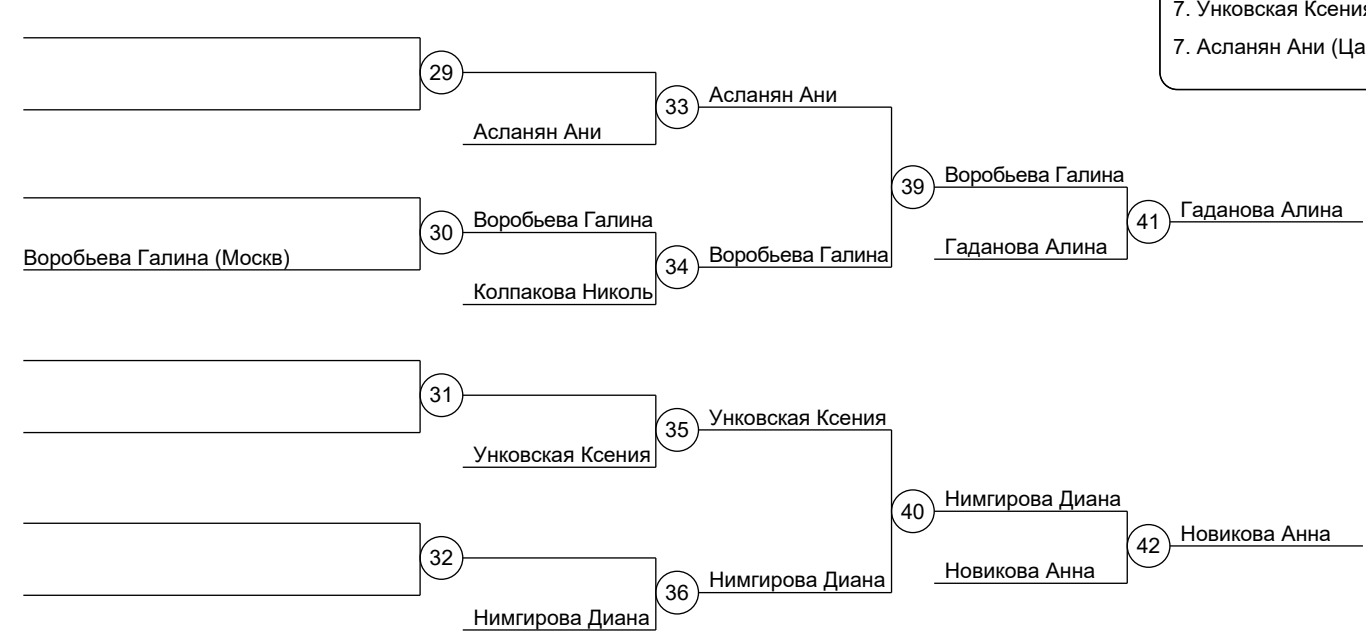 7. Унковская Ксения
7. Асланян Ани (Ца
29
Асланян Ани
33
Асланян Ани
Воробьева Галина (Москв)
30
Воробьева Галина
Колпакова Николь
34
Воробьева Галина
39
Воробьева Галина
Гаданова Алина
41
Гаданова Алина
31
Унковская Ксения
35
Унковская Ксения
32
Нимгирова Диана
36
Нимгирова Диана
40
Нимгирова Диана
Новикова Анна
42
Новикова Анна